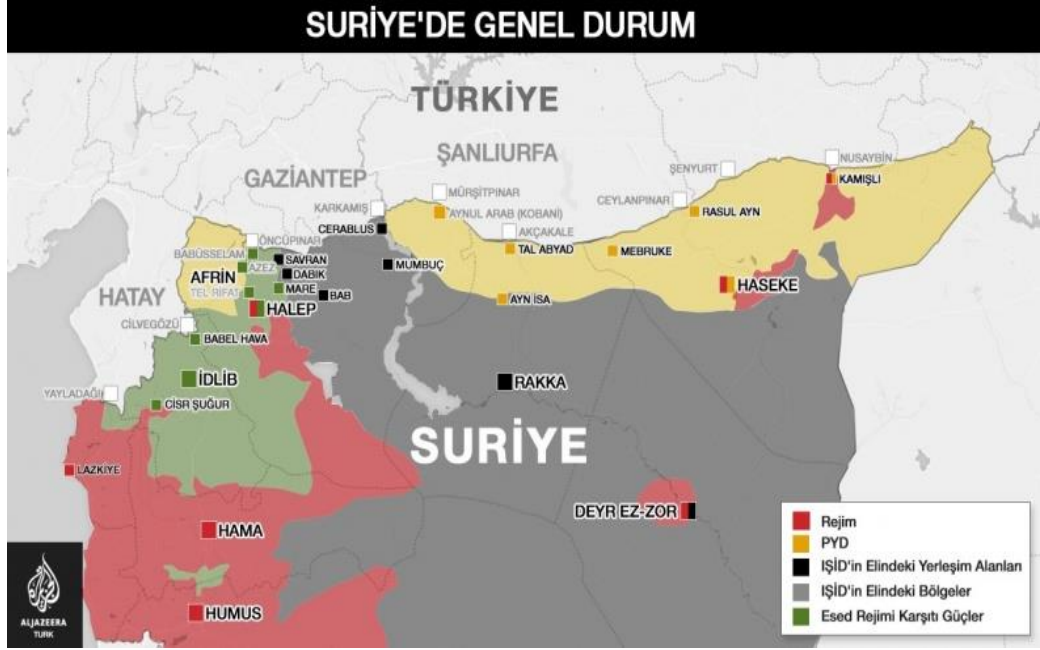 SURİYE'DE GENEL DURUM
TÜRKİYE
ŞANLIURFA
GAZİANTEP
NUSAYBİN
ŞENYURT
KAMIŞLI
MÜRŞİTPINAR
CEYLANPINAR
KARKAMIŞ
AYNUL ARAB (KOBANİ)
RASUL AYN
CERABLUS
AKÇAKALE
ÖNCÜPINAR
TAL ABYAD
MEBRUKE
BABÜSSELAM
SAVRAN
AZEZ
MUMBUÇ
DABIK
AFRİN
HASEKE
TEL RİFAT
MARE
BAB
AYN İSA
HATAY
HALEP
CİLVEGÖZÜ
BABEL HAVA
İDLİB
RAKKA
YAYLADAĞI
CİSR ŞUĞUR
SURİYE
LAZKİYE
DEYR EZ-ZOR
HAMA
HUMUS
Rejim
PYD
IŞİD'in Elindeki Yerleşim Alanları
IŞİD'in Elindeki Bölgeler
Esed Rejimi Karşıtı Güçler
ALJAZEERA
TURK